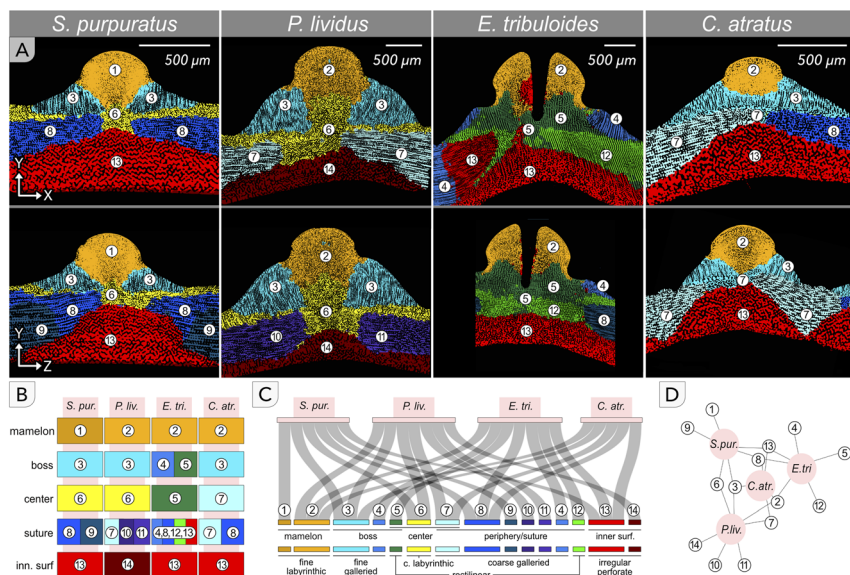 S. purpuratus P. lividus E. tribuloides C. atratus
A
500 µm 500 µm 500 µm 500 µm
1 2 2 2
3 3 3 3 4 3
6 6 5 7
8 8 7 7 13 12 8
13 14 4 13 13
Y
X
1 2 2 2
3 3 3 3 4 3
6 6 5 5 7
9 8 8 9 10 11 12 8 7
13 14 13 13
Y
Z
B
S. pur. P. liv. E. tri. C. atr.
mamelon 1 2 2 2
boss 3 3 4 5 3
center 6 6 5 7
suture 8 9 7 10 11 4,8,12,13 7 8
inn. surf 13 14 13 13
C
S. pur. P. liv. E. tri. C. atr.
1 2 3 4 5 6 7 8 9 10 11 4 12 13 14
mamelon boss center periphery/suture inner surf.
fine labyrinthic
fine galleried
c. labyrinthic
coarse galleried
irregular perforate
rectilinear
D
1
9
S.pur.
13
4
8
E.tri
5
6
3
C.atr.
2
12
P.liv.
7
14
10
11